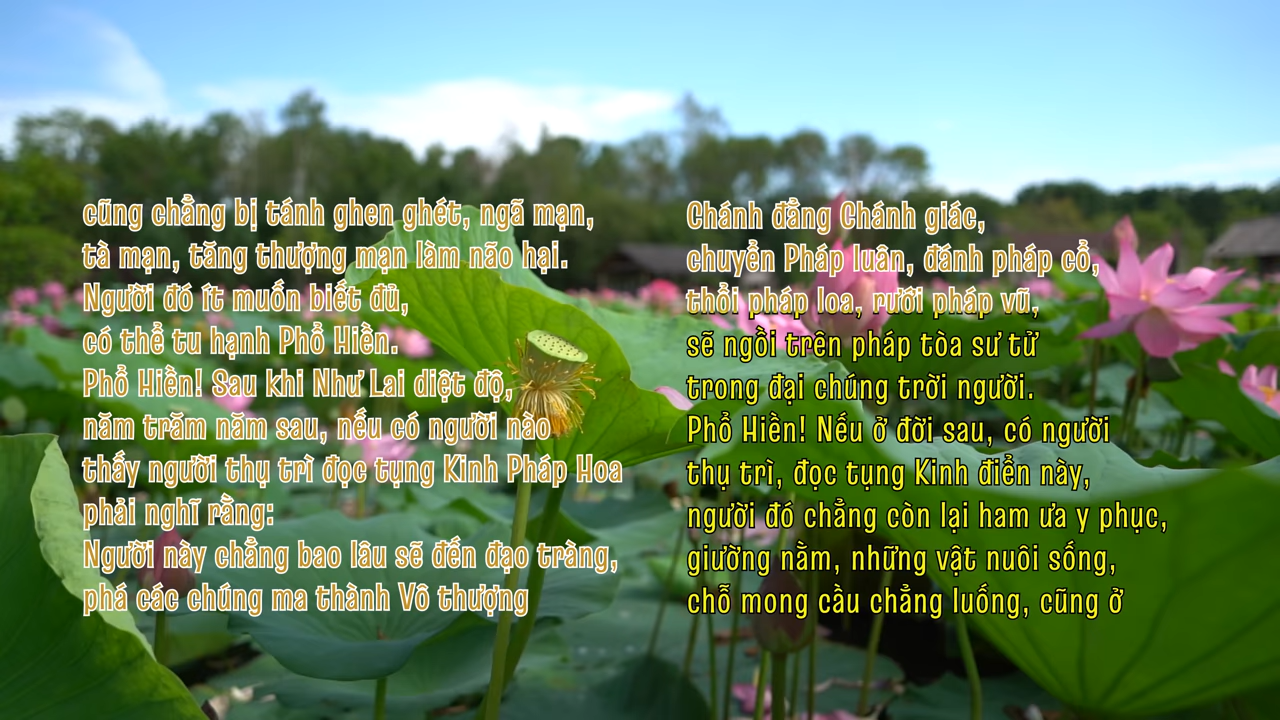 cũng chẳng bị tánh ghen ghét, ngã mạn,
tà mạn, tăng thượng mạn làm não hại.
Người đó ít muốn biết đủ,
có thể tu hạnh Phổ Hiền.
Phổ Hiền! Sau khi Như Lai diệt độ,
năm trăm năm sau, nếu có người nào
thấy người thụ trì đọc tụng Kinh Pháp Hoa
phải nghĩ rằng:
Người này chẳng bao lâu sẽ đến đạo tràng,
phá các chúng ma thành Vô thượng
Chánh đẳng Chánh giác,
chuyển Pháp luân, đánh pháp cổ,
thổi pháp loa, rưới pháp vũ,
sẽ ngồi trên pháp tòa sư tử
trong đại chúng trời người.
Phổ Hiền! Nếu ở đời sau, có người
thụ trì, đọc tụng Kinh điển này,
người đó chẳng còn lại ham ưa y phục,
giường nằm, những vật nuôi sống,
chỗ mong cầu chẳng luống, cũng ở